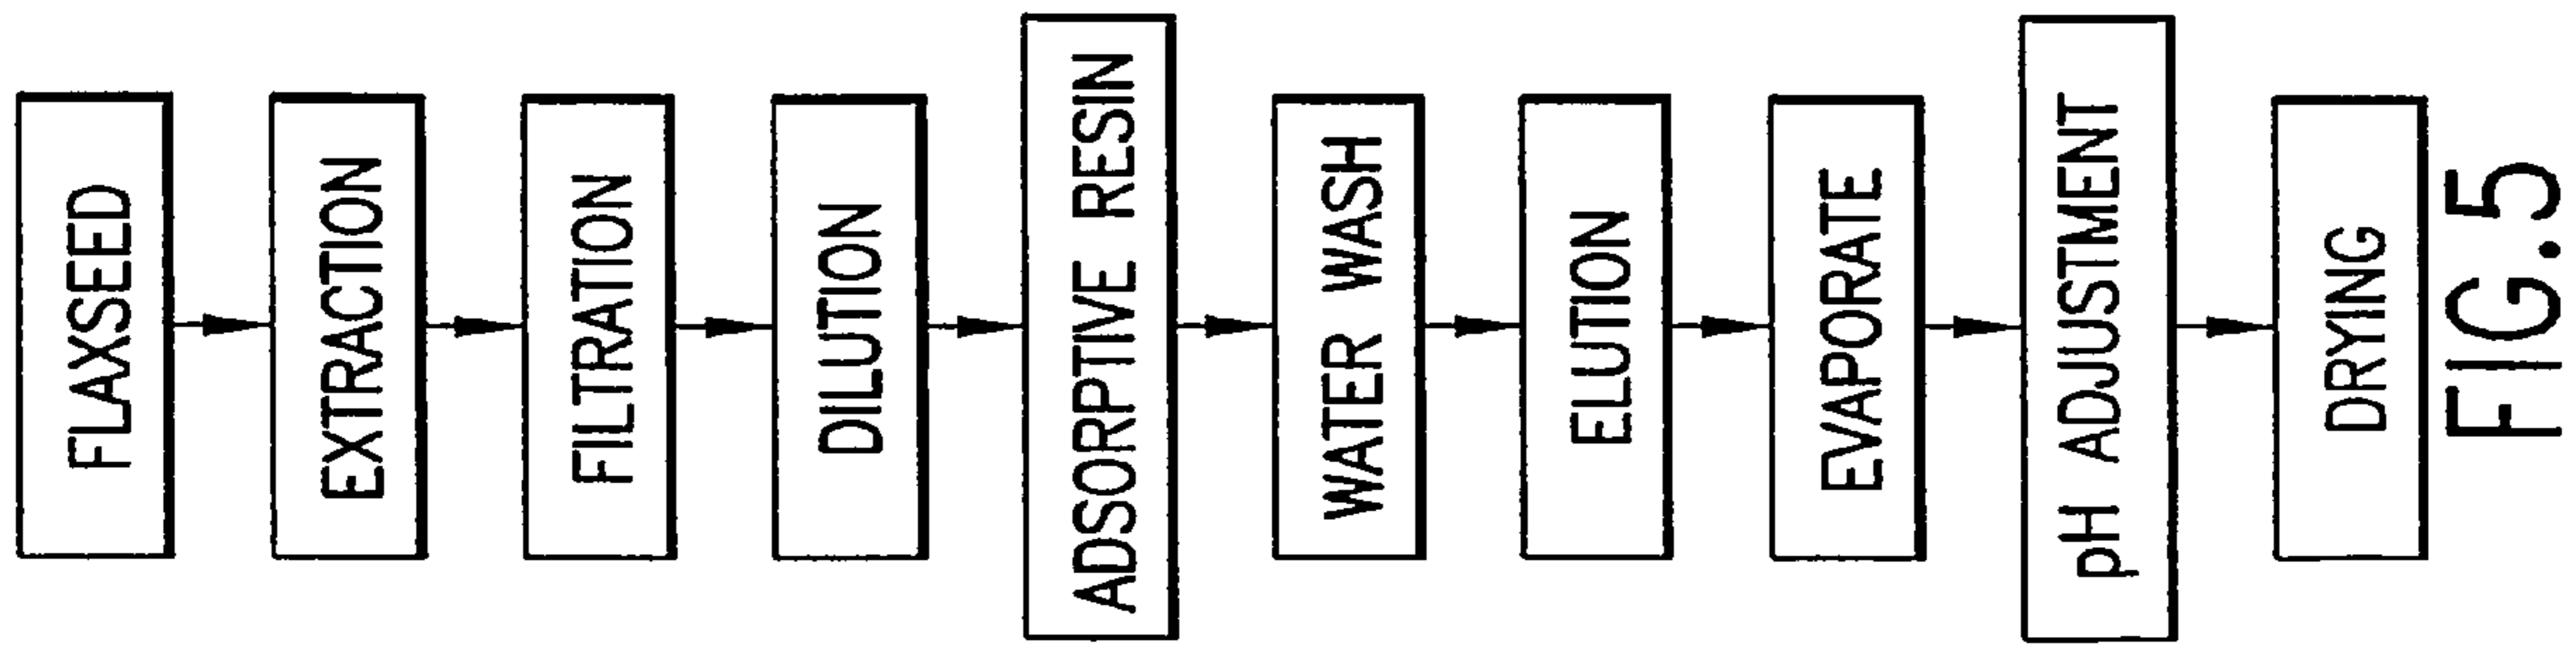 FLAXSEED
EXTRACTION
FILTRATION
DILUTION
ADSORPTIVE RESIN
WATER WASH
ELUTION
EVAPORATE
pH ADJUSTMENT
DRYING
FIG.5